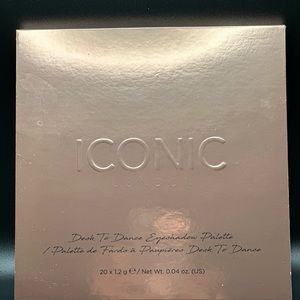 ICONIC
Desk To Dance Eyeshadow Palette
/ Palette de Fards à Paupières Desk To Dance
20 x 1.2 g ℮ / Net Wt. 0.04 oz. (US)